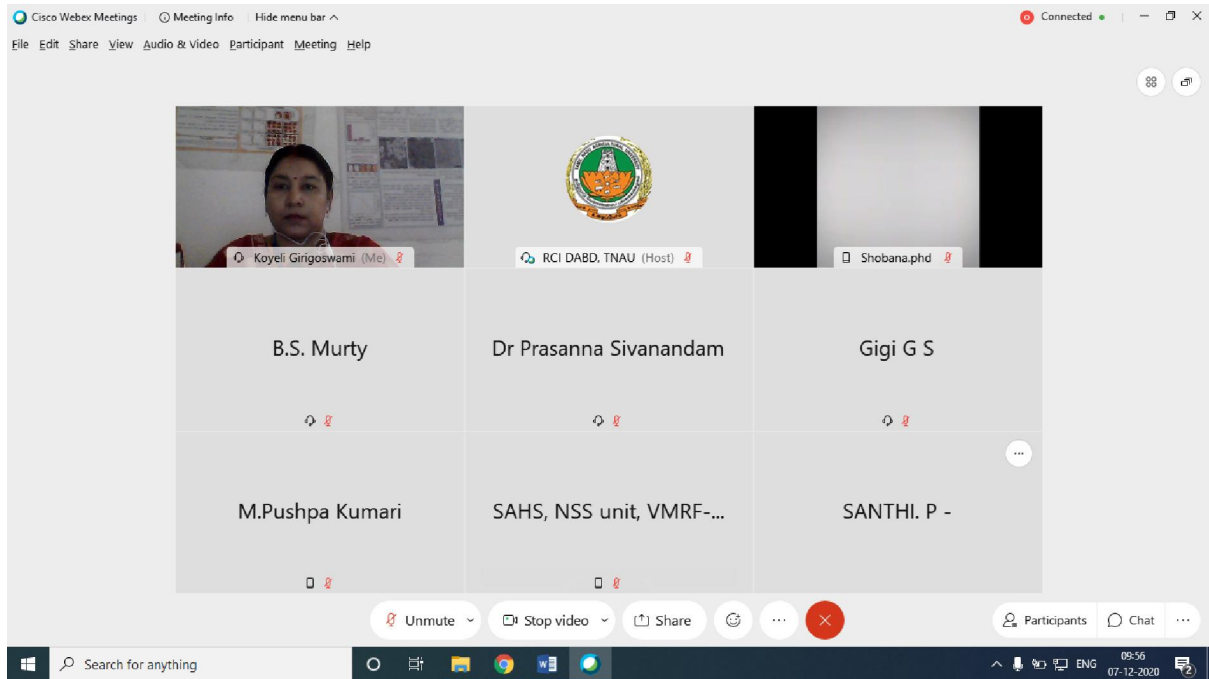 Cisco Webex Meetings Meeting Info Hide menu bar Connected
File Edit Share View Audio & Video Participant Meeting Help
Koyeli Girigoswami (Me)
RCI DABD, TNAU (Host)
Shobana.phd
B.S. Murty
Dr Prasanna Sivanandam
Gigi G S
M.Pushpa Kumari
SAHS, NSS unit, VMRF-...
SANTHI. P -
Unmute Stop video Share Participants Chat
Search for anything
ENG
09:56
07-12-2020
2